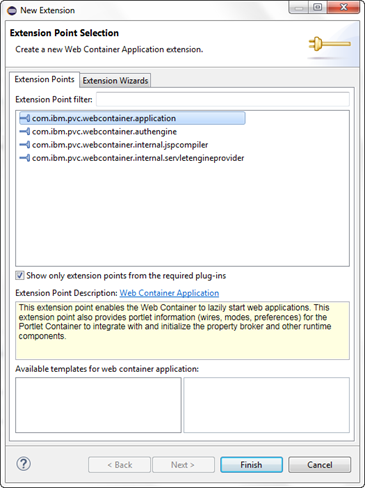 New Extension
Extension Point Selection
Create a new Web Container Application extension.
Extension Points
Extension Wizards
Extension Point filter:
com.ibm.pvc.webcontainer.application
com.ibm.pvc.webcontainer.authengine
com.ibm.pvc.webcontainer.internal.jspcompiler
com.ibm.pvc.webcontainer.internal.servletengineprovider
Show only extension points from the required plug-ins
Extension Point Description: Web Container Application
This extension point enables the Web Container to lazily start web applications. This
extension point also provides portlet information (wires, modes, preferences) for the
Portlet Container to integrate with and initialize the property broker and other runtime
components.
Available templates for web container application:
?
< Back
Next >
Finish
Cancel